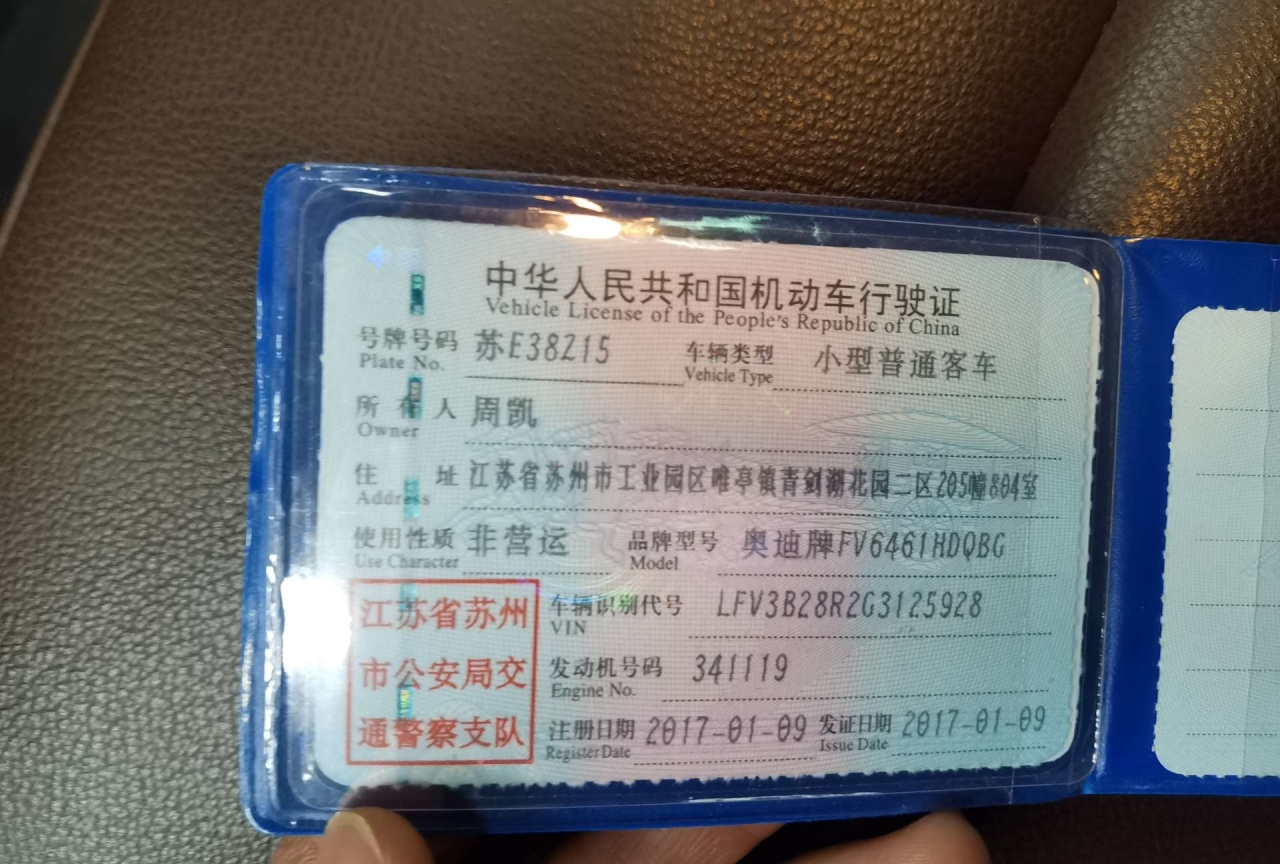 中华人民共和国机动车行驶证
Vehicle License of the People's Republic of China
号牌号码 苏E38Z15 车辆类型 小型普通客车
Plate No. Vehicle Type
所有人 周凯
Owner
住址 江苏省苏州市工业园区唯亭镇青剑湖花园二区205幢804室
Address
使用性质 非营运 品牌型号 奥迪牌FV6461HDQBG
Use Character Model
江苏省苏州
市公安局交
通警察支队
车辆识别代号 LFV3B28R2G3125928
VIN
发动机号码 341119
Engine No.
注册日期 2017-01-09 发证日期 2017-01-09
Register Date Issue Date